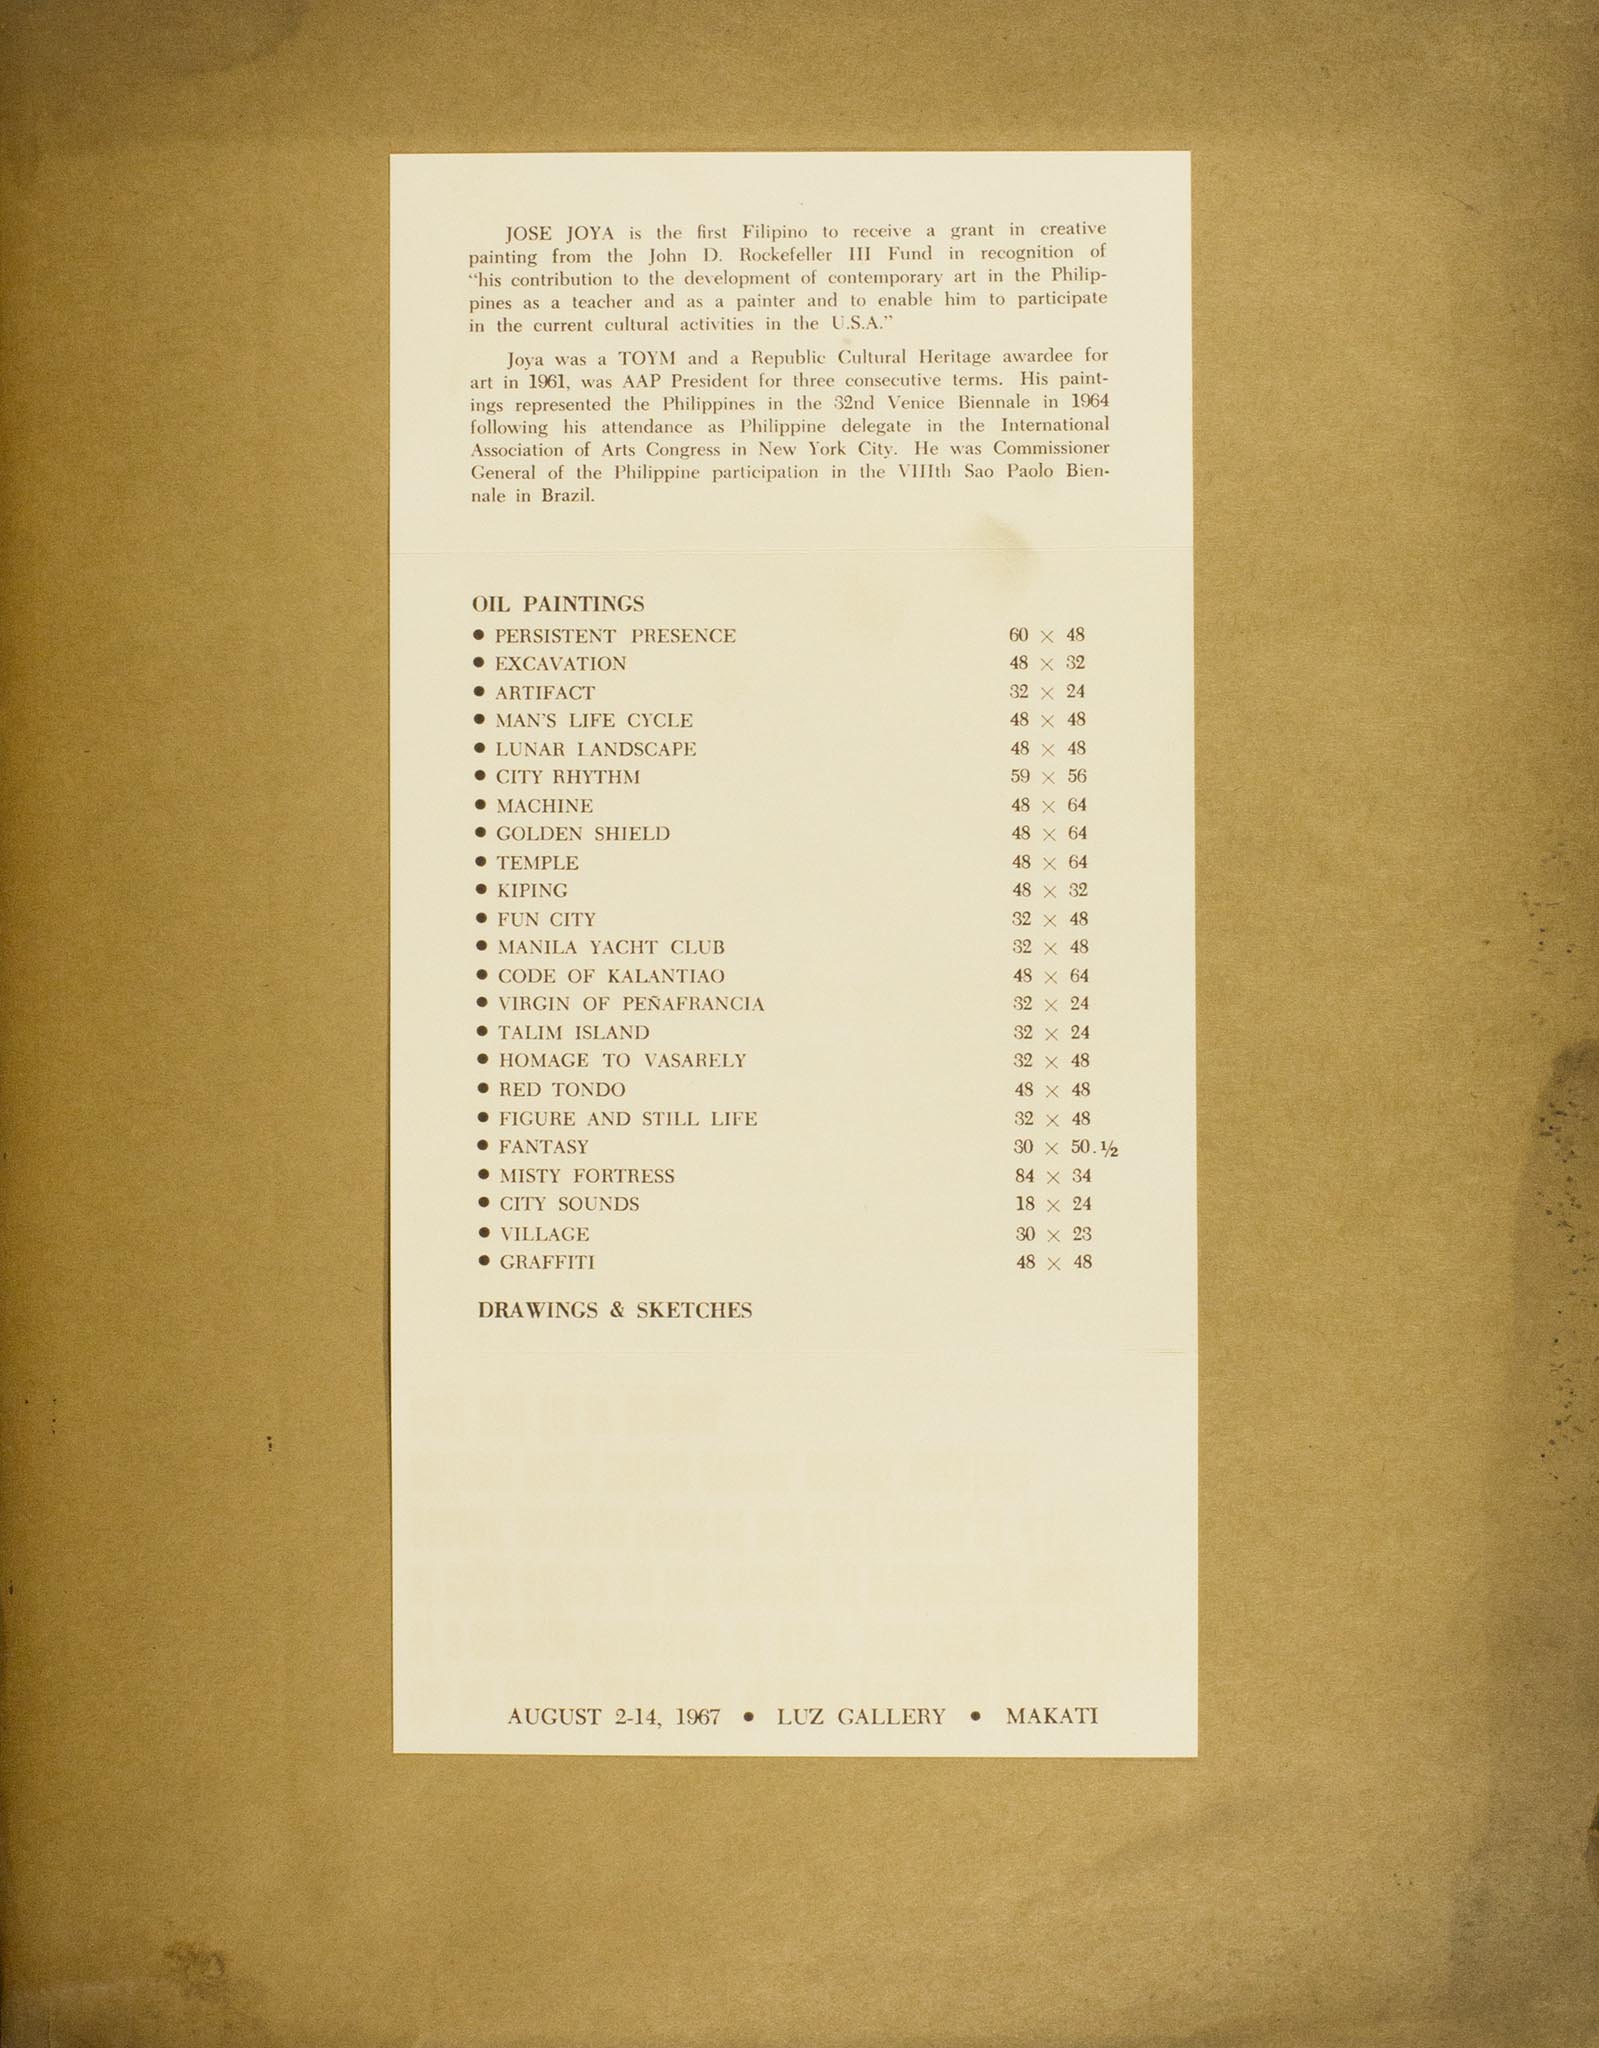 JOSE JOYA is the first Filipino to receive a grant in creative
painting from the John D. Rockefeller III Fund in recognition of
“his contribution to the development of contemporary art in the Philip-
pines as a teacher and as a painter and to enable him to participate
in the current cultural activities in the U.S.A.”
Joya was a TOYM and a Republic Cultural Heritage awardee for
art in 1961, was AAP President for three consecutive terms. His paint-
ings represented the Philippines in the 32nd Venice Biennale in 1964
following his attendance as Philippine delegate in the International
Association of Arts Congress in New York City. He was Commissioner
General of the Philippine participation in the VIIIth Sao Paolo Bien-
nale in Brazil.
OIL PAINTINGS
● PERSISTENT PRESENCE 60 × 48
● EXCAVATION 48 × 32
● ARTIFACT 32 × 24
● MAN'S LIFE CYCLE 48 × 48
● LUNAR LANDSCAPE 48 × 48
● CITY RHYTHM 59 × 56
● MACHINE 48 × 64
● GOLDEN SHIELD 48 × 64
● TEMPLE 48 × 64
● KIPING 48 × 32
● FUN CITY 32 × 48
● MANILA YACHT CLUB 32 × 48
● CODE OF KALANTIAO 48 × 64
● VIRGIN OF PEÑAFRANCIA 32 × 24
● TALIM ISLAND 32 × 24
● HOMAGE TO VASARELY 32 × 48
● RED TONDO 48 × 48
● FIGURE AND STILL LIFE 32 × 48
● FANTASY 30 × 50.½
● MISTY FORTRESS 84 × 34
● CITY SOUNDS 18 × 24
● VILLAGE 30 × 23
● GRAFFITI 48 × 48
DRAWINGS & SKETCHES
AUGUST 2-14, 1967 ● LUZ GALLERY ● MAKATI